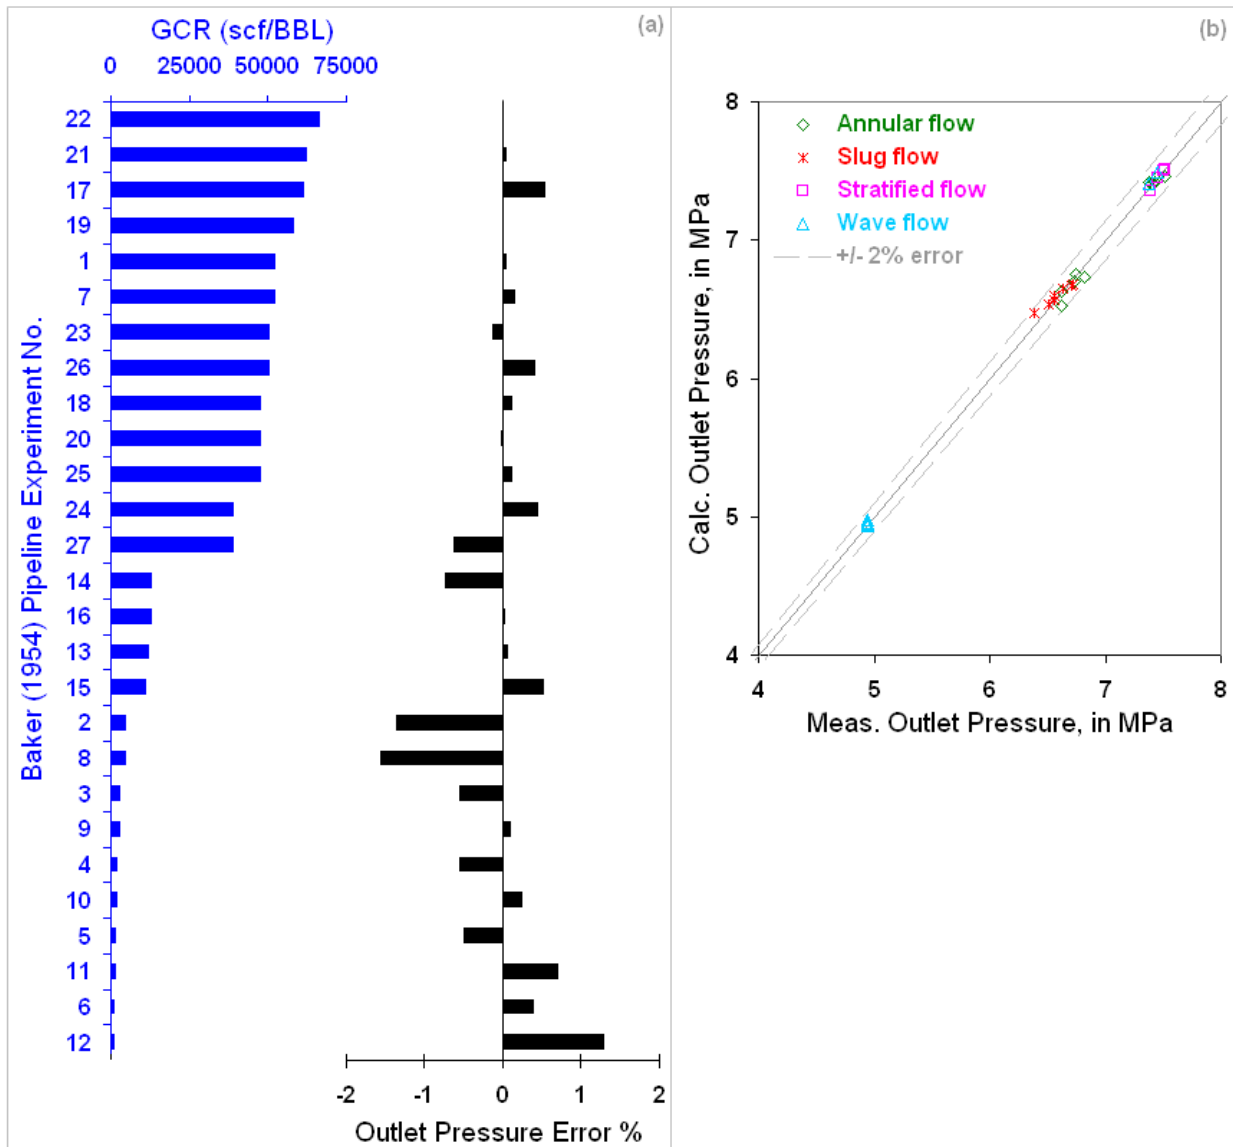 GCR (scf/BBL)
(a)
0 25000 50000 75000
Baker (1954) Pipeline Experiment No.
22
21
17
19
1
7
23
26
18
20
25
24
27
14
16
13
15
2
8
3
9
4
10
5
11
6
12
-2 -1 0 1 2
Outlet Pressure Error %
(b)
Annular flow
Slug flow
Stratified flow
Wave flow
+/- 2% error
Calc. Outlet Pressure, in MPa
8
7
6
5
4
4 5 6 7 8
Meas. Outlet Pressure, in MPa